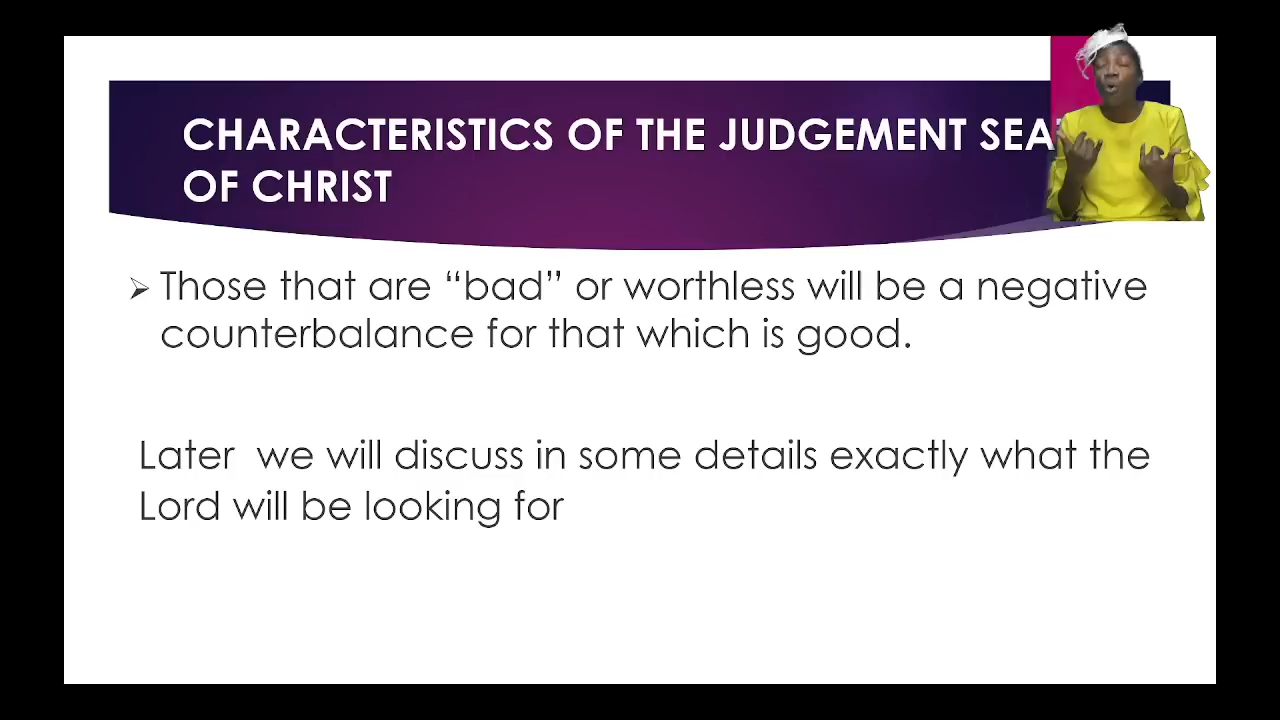 CHARACTERISTICS OF THE JUDGEMENT
OF CHRIST
Those that are “bad” or worthless will be a negative
counterbalance for that which is good.
Later we will discuss in some details exactly what the
Lord will be looking for